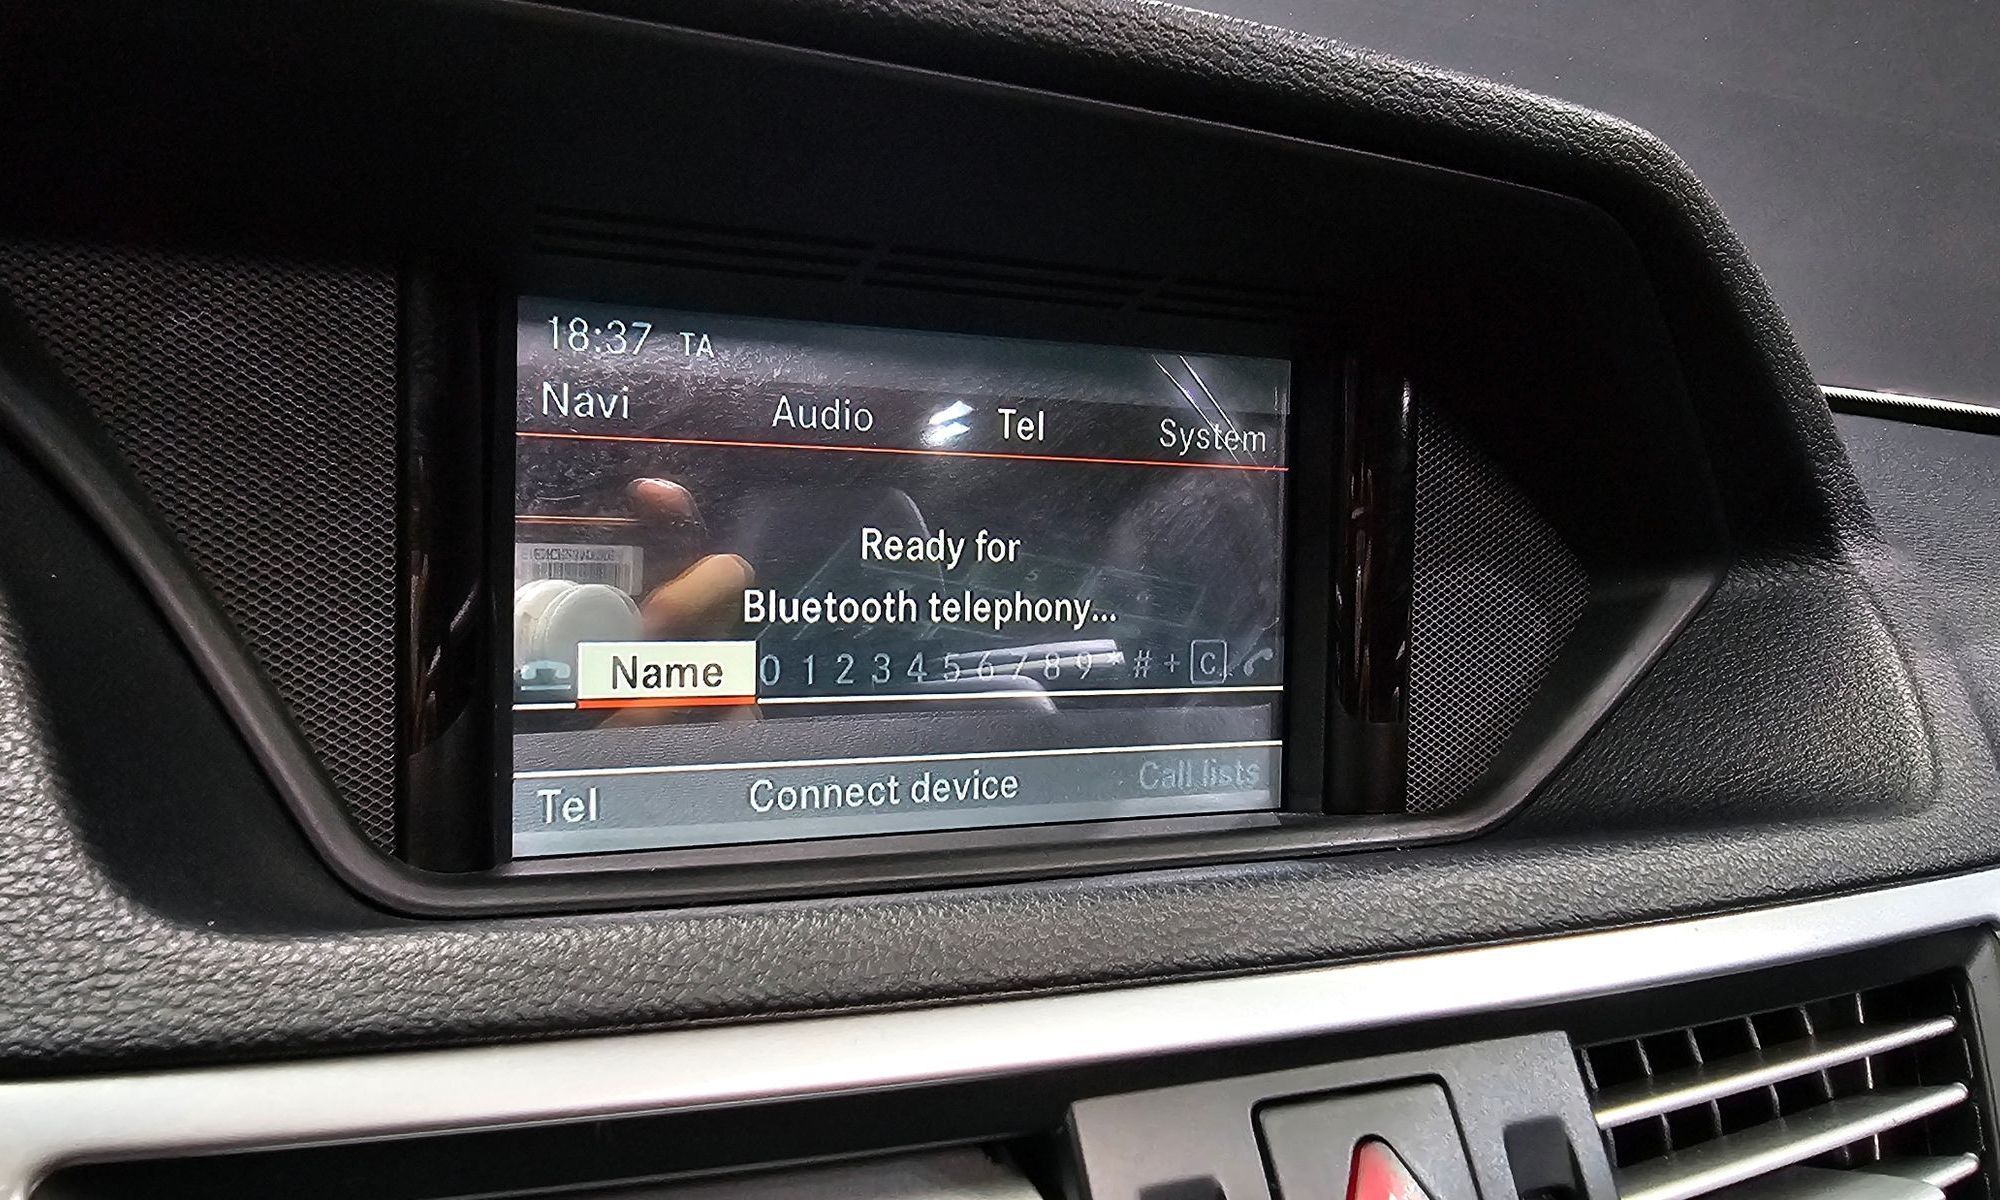 18:37 TA
Navi Audio Tel System
Ready for
Bluetooth telephony...
Name 0 1 2 3 4 5 6 7 8 9 * # + C
Tel Connect device Call lists